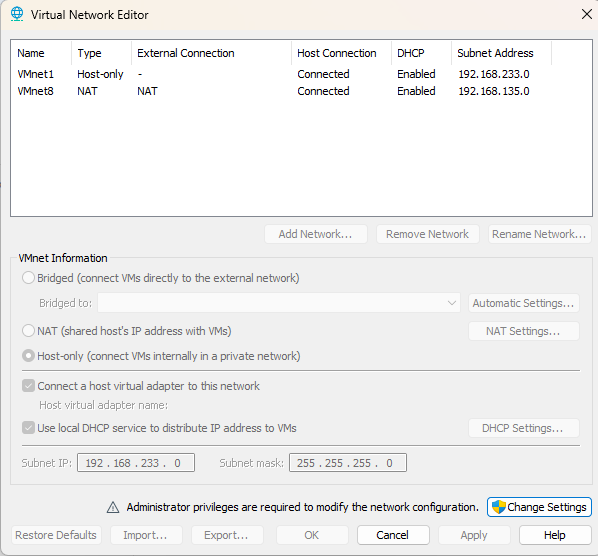 Virtual Network Editor
Name Type External Connection Host Connection DHCP Subnet Address
VMnet1 Host-only - Connected Enabled 192.168.233.0
VMnet8 NAT NAT Connected Enabled 192.168.135.0
Add Network... Remove Network Rename Network...
VMnet Information
Bridged (connect VMs directly to the external network)
Bridged to: Automatic Settings...
NAT (shared host's IP address with VMs) NAT Settings...
Host-only (connect VMs internally in a private network)
Connect a host virtual adapter to this network
Host virtual adapter name:
Use local DHCP service to distribute IP address to VMs DHCP Settings...
Subnet IP: 192 . 168 . 233 . 0 Subnet mask: 255 . 255 . 255 . 0
Administrator privileges are required to modify the network configuration. Change Settings
Restore Defaults Import... Export... OK Cancel Apply Help